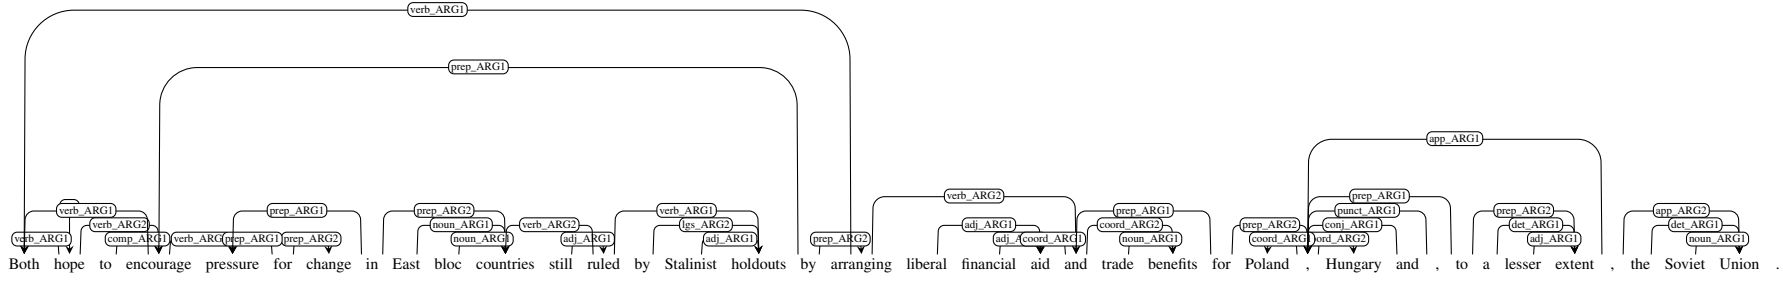 verb_ARG1
prep_ARG1
app_ARG1
verb_ARG2 prep_ARG1
verb_ARG1 prep_ARG1 prep_ARG2 verb_ARG1 prep_ARG1 punct_ARG1 prep_ARG2 app_ARG2
verb_ARG2 noun_ARG1 verb_ARG2 lgs_ARG2 adj_ARG1 coord_ARG2 prep_ARG2 conj_ARG1 det_ARG1 det_ARG1
verb_ARG1 comp_ARG1 prep_ARG1 prep_ARG2 noun_ARG1 adj_ARG1 adj_ARG1 prep_ARG2 coord_ARG1 noun_ARG1 adj_ARG1 noun_ARG1
Both hope to encourage pressure for change in East bloc countries still ruled by Stalinist holdouts by arranging liberal financial aid and trade benefits for Poland , Hungary and , to a lesser extent , the Soviet Union .